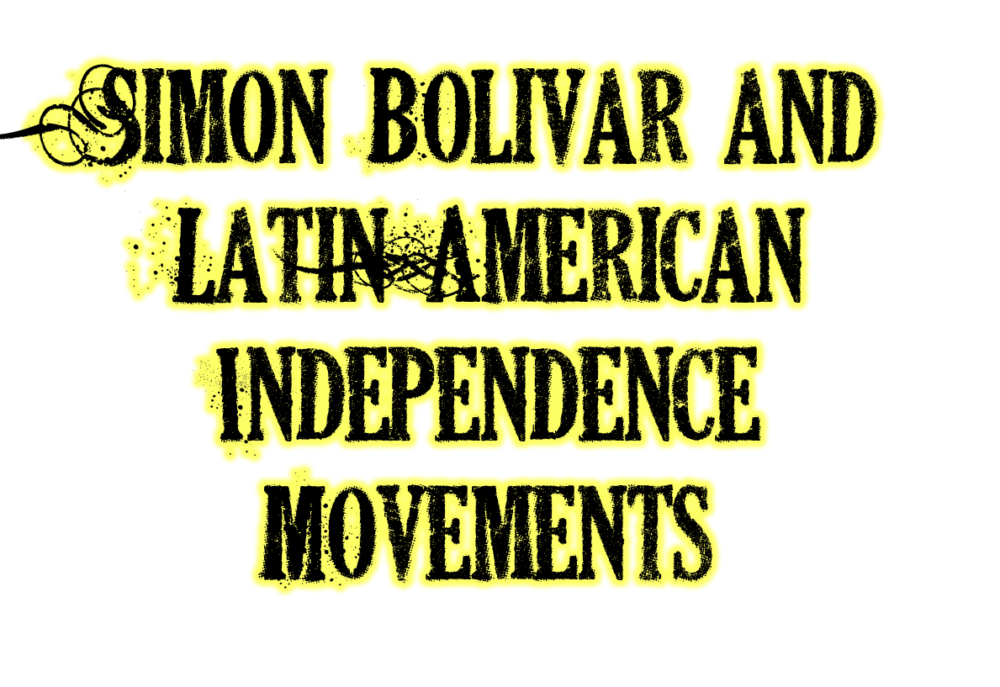 SIMON BOLIVAR AND
LATIN AMERICAN
INDEPENDENCE
MOVEMENTS